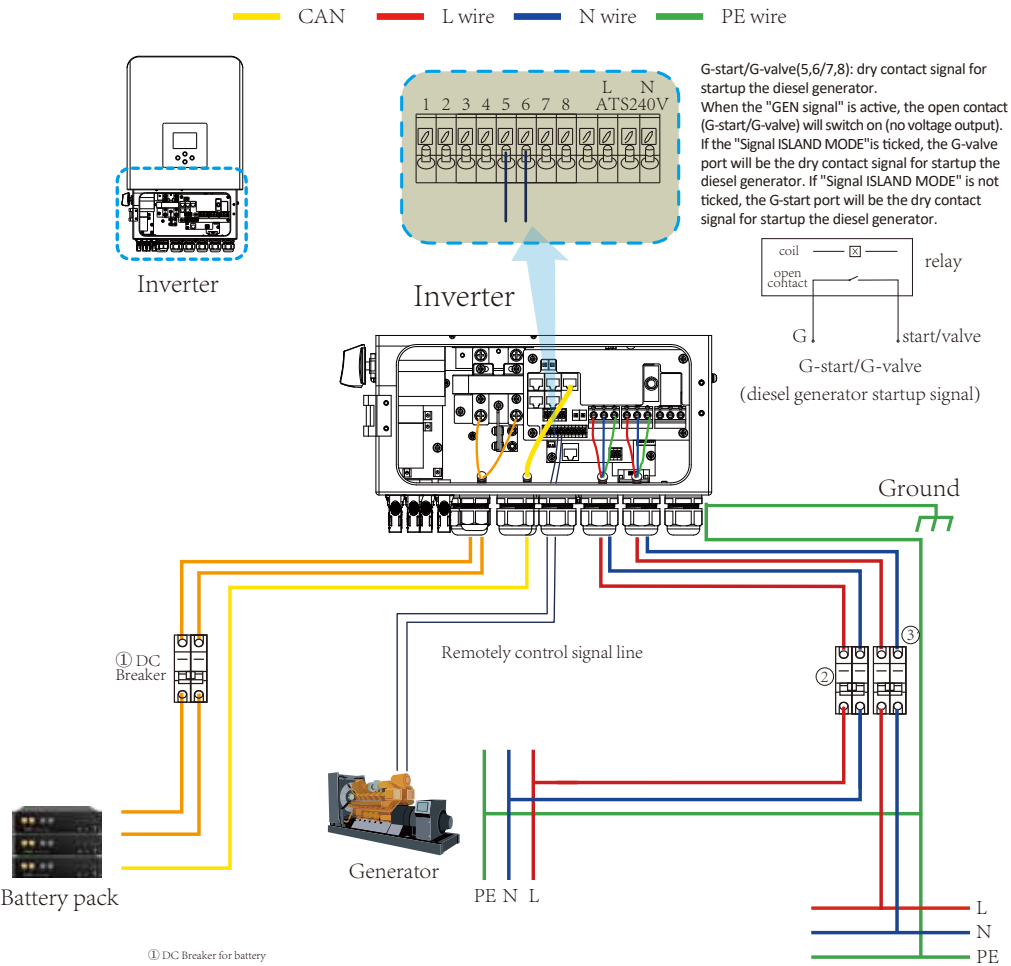 CAN L wire N wire PE wire
G-start/G-valve(5,6/7,8): dry contact signal for
startup the diesel generator.
When the "GEN signal" is active, the open contact
(G-start/G-valve) will switch on (no voltage output).
If the "Signal ISLAND MODE"is ticked, the G-valve
port will be the dry contact signal for startup the
diesel generator. If "Signal ISLAND MODE" is not
ticked, the G-start port will be the dry contact
signal for startup the diesel generator.
L N
1 2 3 4 5 6 7 8 ATS240V
Inverter
coil
relay
open
contact
G
start/valve
G-start/G-valve
(diesel generator startup signal)
Inverter
Ground
① DC
Breaker
Remotely control signal line
②
③
Battery pack
Generator
PE N L
L
N
PE
① DC Breaker for battery